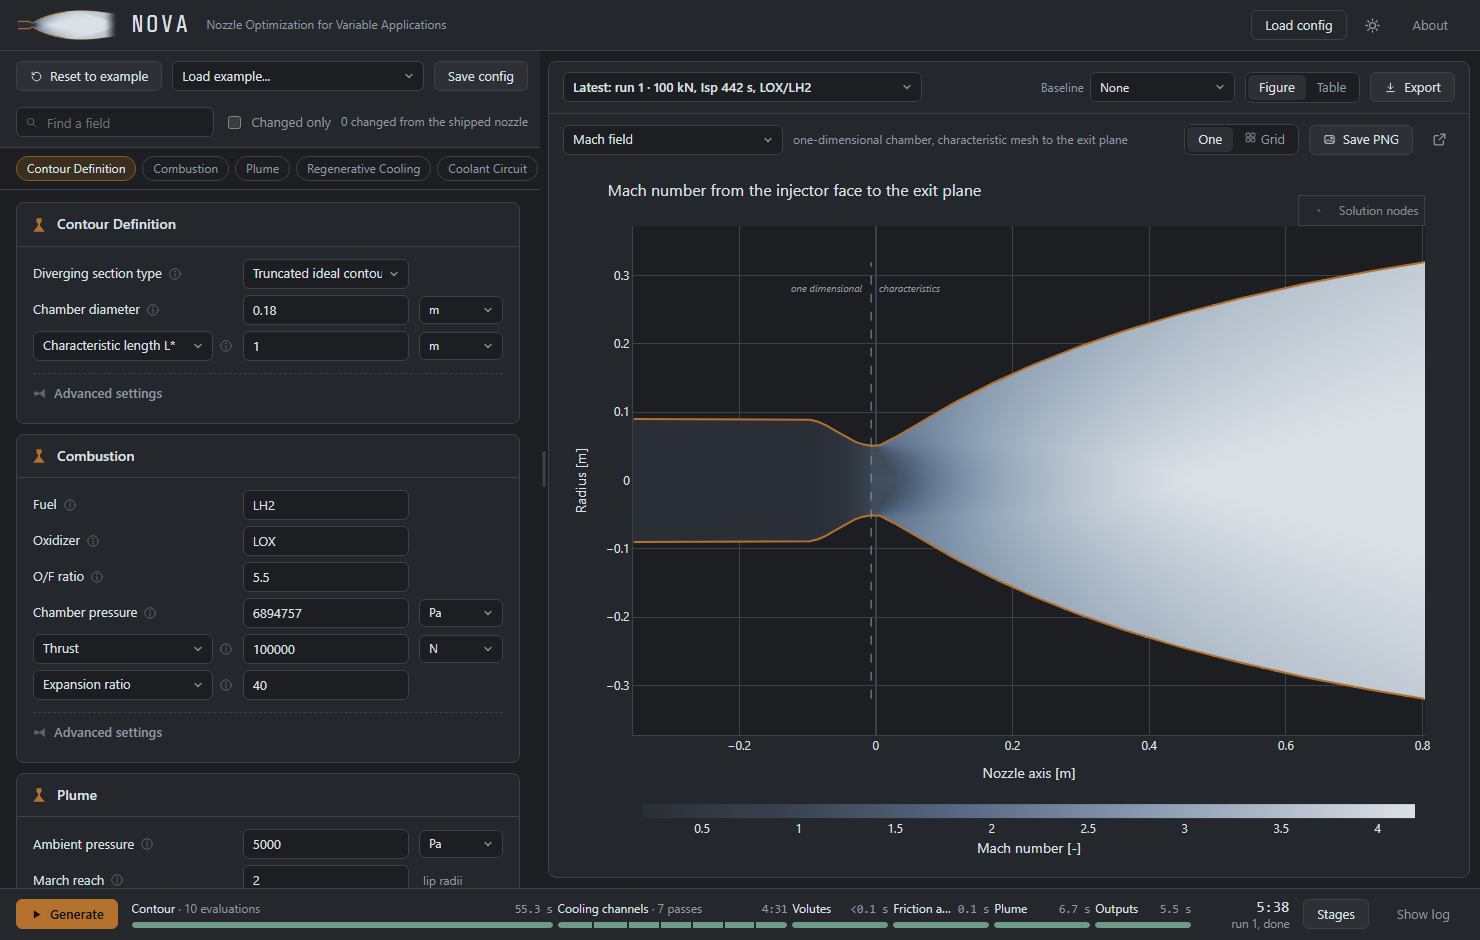 NOVA
Nozzle Optimization for Variable Applications
Load config
About
Reset to example
Load example...
Save config
Find a field
Changed only
0 changed from the shipped nozzle
Contour Definition
Combustion
Plume
Regenerative Cooling
Coolant Circuit
Contour Definition
Diverging section type
Truncated ideal contou
Chamber diameter
0.18
m
Characteristic length L*
1
m
Advanced settings
Combustion
Fuel
LH2
Oxidizer
LOX
O/F ratio
5.5
Chamber pressure
6894757
Pa
Thrust
100000
N
Expansion ratio
40
Advanced settings
Plume
Ambient pressure
5000
Pa
March reach
2
lip radii
Latest: run 1 · 100 kN, Isp 442 s, LOX/LH2
Baseline
None
Figure
Table
Export
Mach field
one-dimensional chamber, characteristic mesh to the exit plane
One
Grid
Save PNG
Mach number from the injector face to the exit plane
Solution nodes
one dimensional
characteristics
0.3
0.2
0.1
0
−0.1
−0.2
−0.3
Radius [m]
−0.2
0
0.2
0.4
0.6
0.8
Nozzle axis [m]
0.5
1
1.5
2
2.5
3
3.5
4
Mach number [-]
Generate
Contour · 10 evaluations
55.3 s
Cooling channels · 7 passes
4:31
Volutes
<0.1 s
Friction a...
0.1 s
Plume
6.7 s
Outputs
5.5 s
5:38
run 1, done
Stages
Show log